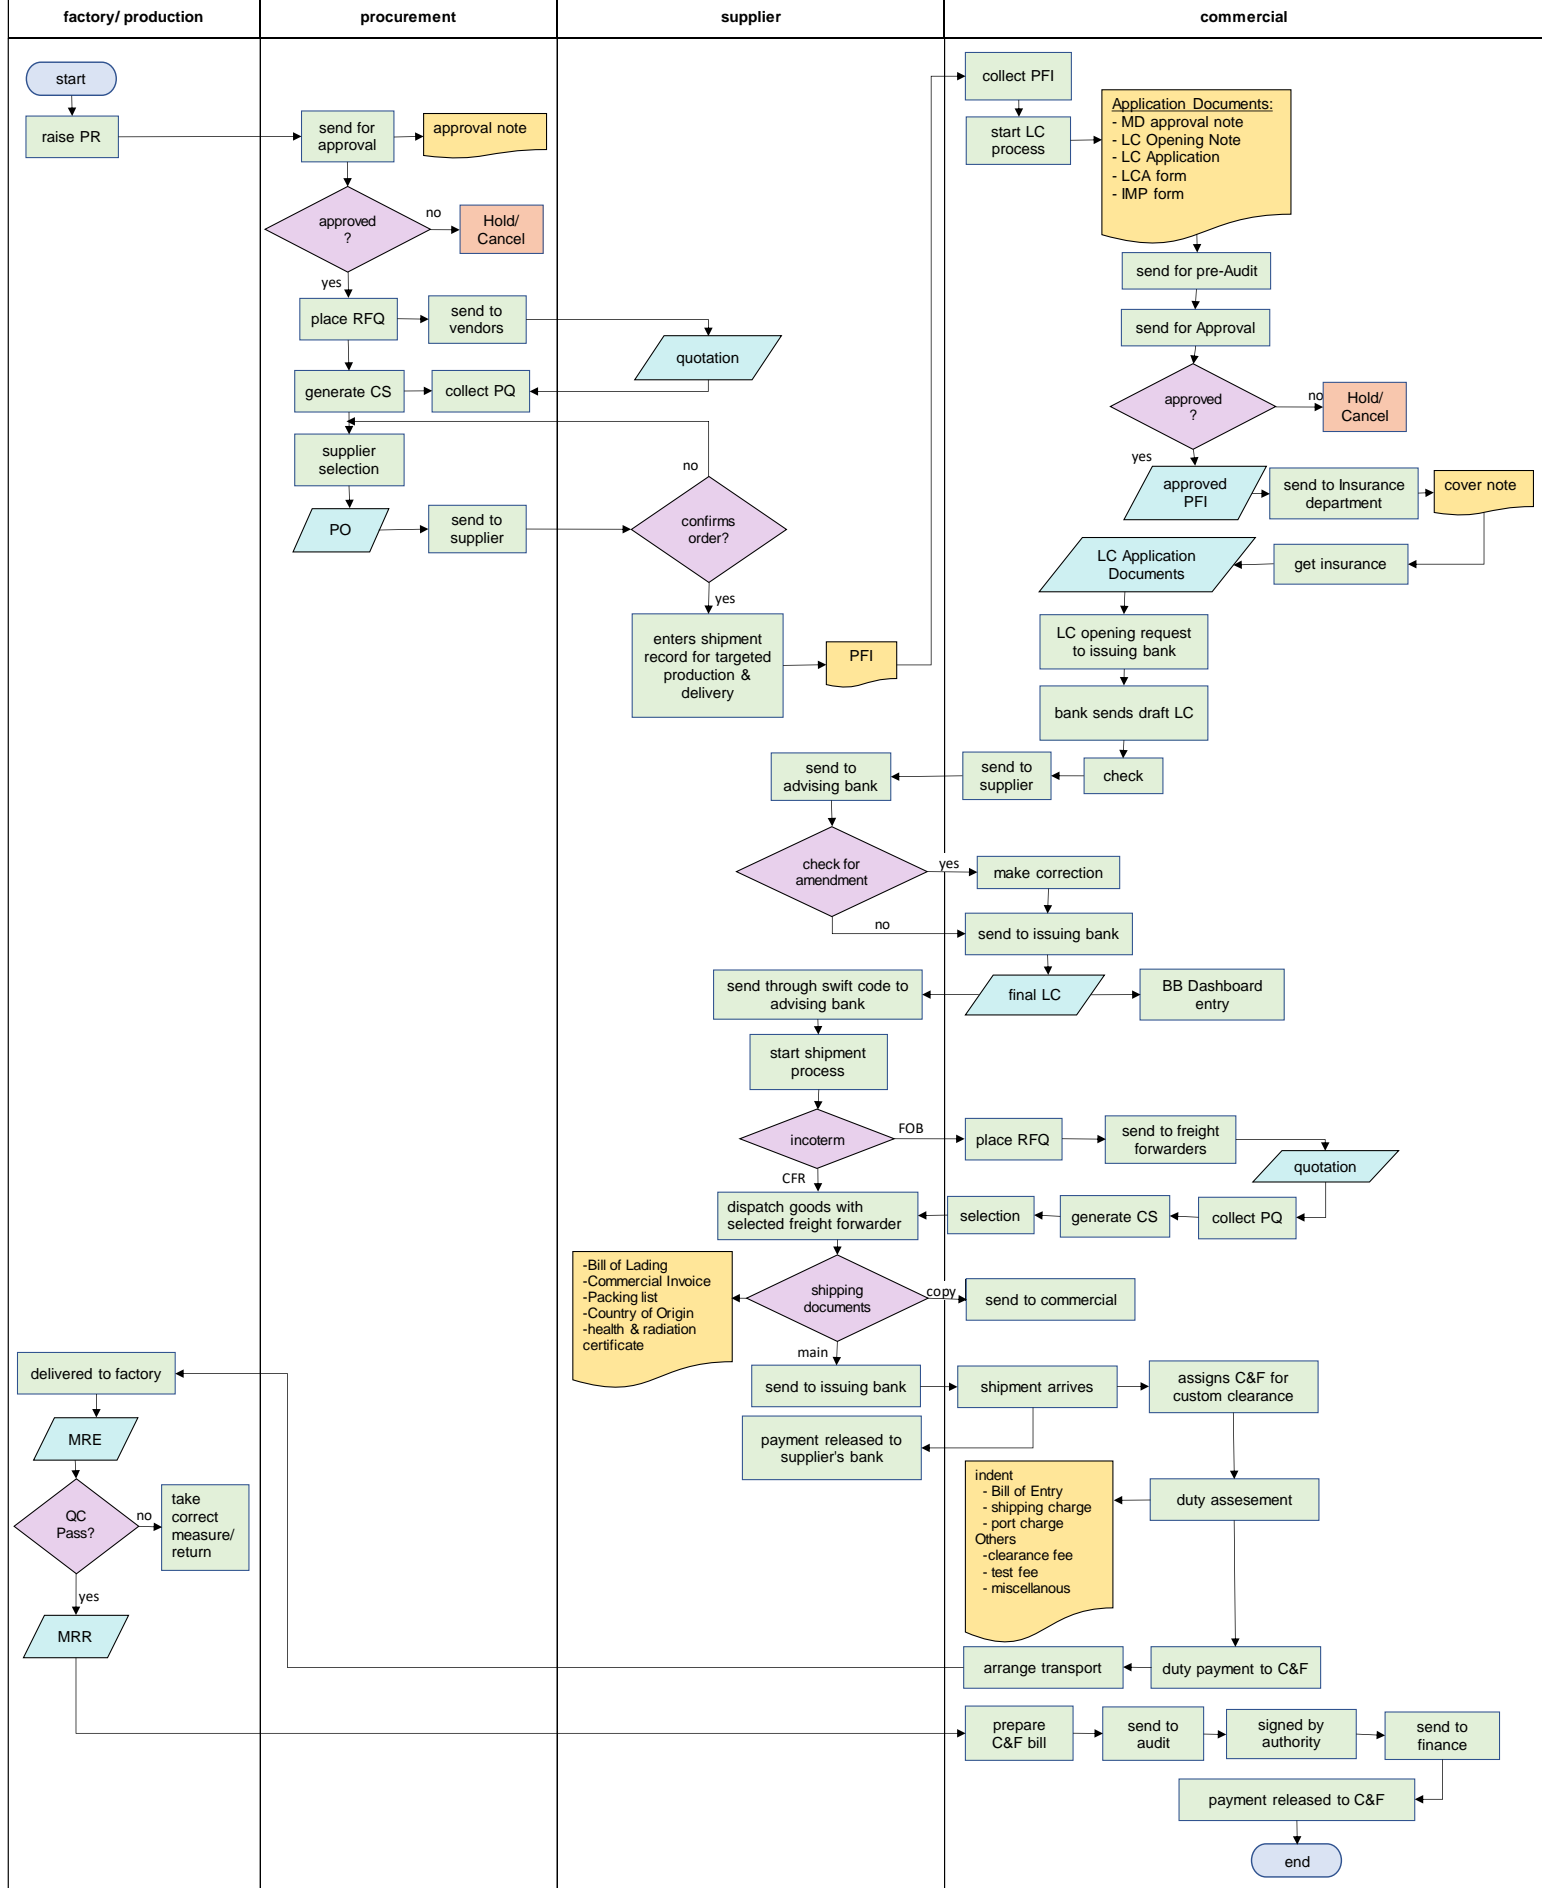 factory/ production
procurement
supplier
commercial
start
raise PR
send for
approval
approval note
approved
?
no
Hold/
Cancel
yes
place RFQ
send to
vendors
quotation
generate CS
collect PQ
supplier
selection
no
PO
send to
supplier
confirms
order?
yes
enters shipment
record for targeted
production &
delivery
PFI
collect PFI
start LC
process
Application Documents:
- MD approval note
- LC Opening Note
- LC Application
- LCA form
- IMP form
send for pre-Audit
send for Approval
approved
?
no
Hold/
Cancel
yes
approved
PFI
send to Insurance
department
cover note
LC Application
Documents
get insurance
LC opening request
to issuing bank
bank sends draft LC
check
send to
supplier
send to
advising bank
check for
amendment
yes
make correction
no
send to issuing bank
final LC
BB Dashboard
entry
send through swift code to
advising bank
start shipment
process
incoterm
FOB
place RFQ
send to freight
forwarders
quotation
CFR
dispatch goods with
selected freight forwarder
selection
generate CS
collect PQ
-Bill of Lading
-Commercial Invoice
-Packing list
-Country of Origin
-health & radiation
certificate
shipping
documents
copy
send to commercial
main
send to issuing bank
shipment arrives
assigns C&F for
custom clearance
payment released to
supplier's bank
indent
- Bill of Entry
- shipping charge
- port charge
Others
-clearance fee
- test fee
- miscellanous
duty assesement
delivered to factory
MRE
QC
Pass?
no
take
correct
measure/
return
yes
MRR
arrange transport
duty payment to C&F
prepare
C&F bill
send to
audit
signed by
authority
send to
finance
payment released to C&F
end